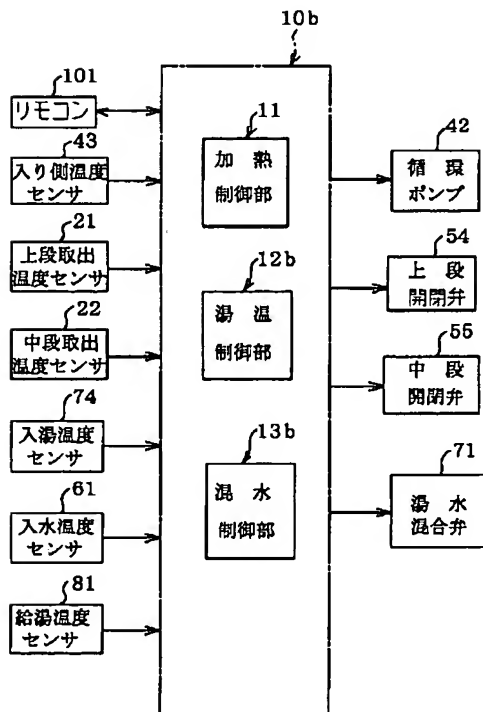 10b
101
リモコン
43
入り側温度
センサ
21
上段取出
温度センサ
22
中段取出
温度センサ
74
入湯温度
センサ
61
入水温度
センサ
81
給湯温度
センサ
11
加熱
制御部
12b
湯温
制御部
13b
混水
制御部
42
循環
ポンプ
54
上段
開閉弁
55
中段
開閉弁
71
湯水
混合弁